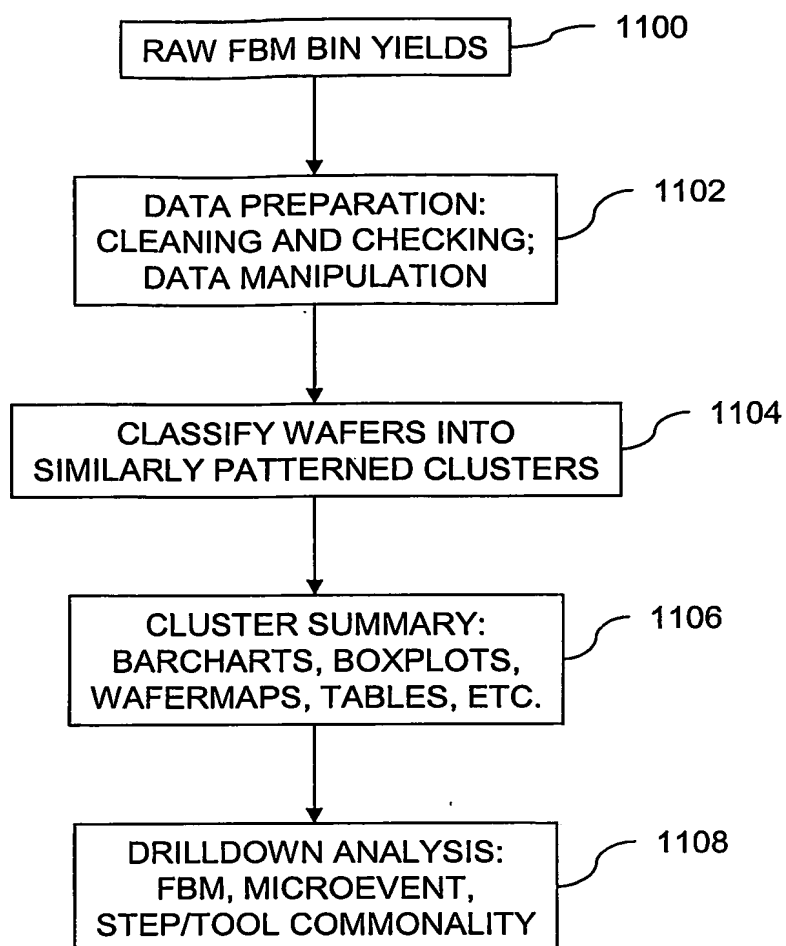 RAW FBM BIN YIELDS
1100
DATA PREPARATION:
CLEANING AND CHECKING;
DATA MANIPULATION
1102
CLASSIFY WAFERS INTO
SIMILARLY PATTERNED CLUSTERS
1104
CLUSTER SUMMARY:
BARCHARTS, BOXPLOTS,
WAFERMAPS, TABLES, ETC.
1106
DRILLDOWN ANALYSIS:
FBM, MICROEVENT,
STEP/TOOL COMMONALITY
1108